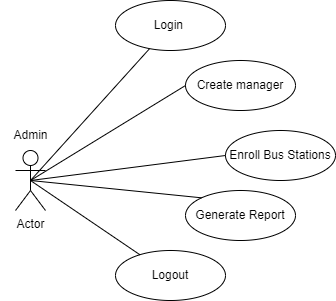 Login
Create manager
Admin
Enroll Bus Stations
Generate Report
Actor
Logout